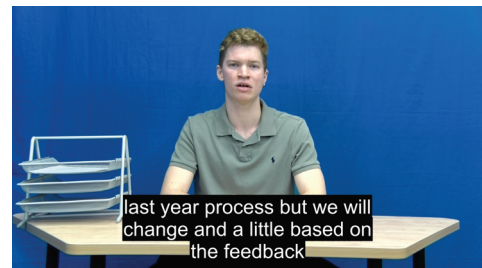 last year process but we will
change and a little based on
the feedback